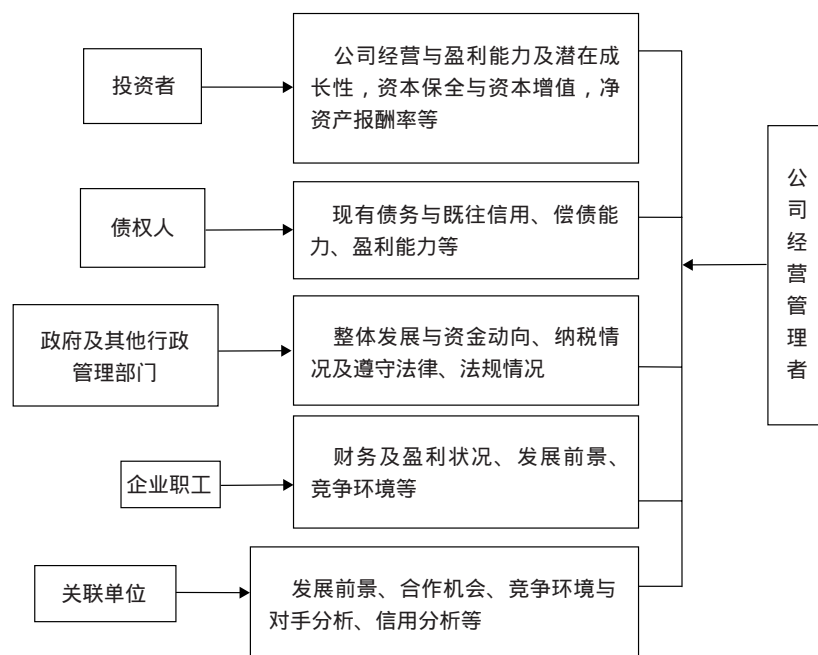 投资者
公司经营与盈利能力及潜在成
长性，资本保全与资本增值，净
资产报酬率等
债权人
现有债务与既往信用、偿债能
力、盈利能力等
政府及其他行政
管理部门
整体发展与资金动向、纳税情
况及遵守法律、法规情况
企业职工
财务及盈利状况、发展前景、
竞争环境等
关联单位
发展前景、合作机会、竞争环境与
对手分析、信用分析等
公司经营管理者